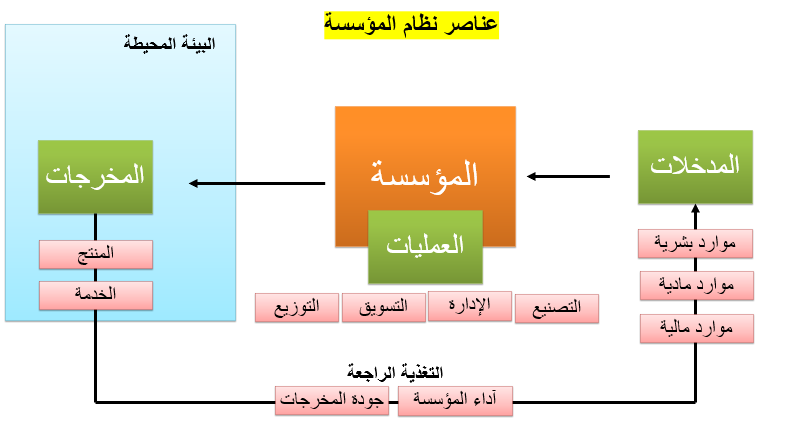 عناصر نظام المؤسسة
البيئة المحيطة
المدخلات
موارد بشرية
موارد مادية
موارد مالية
المؤسسة
العمليات
التصنيع
الإدارة
التسويق
التوزيع
المخرجات
المنتج
الخدمة
التغذية الراجعة
آداء المؤسسة
جودة المخرجات